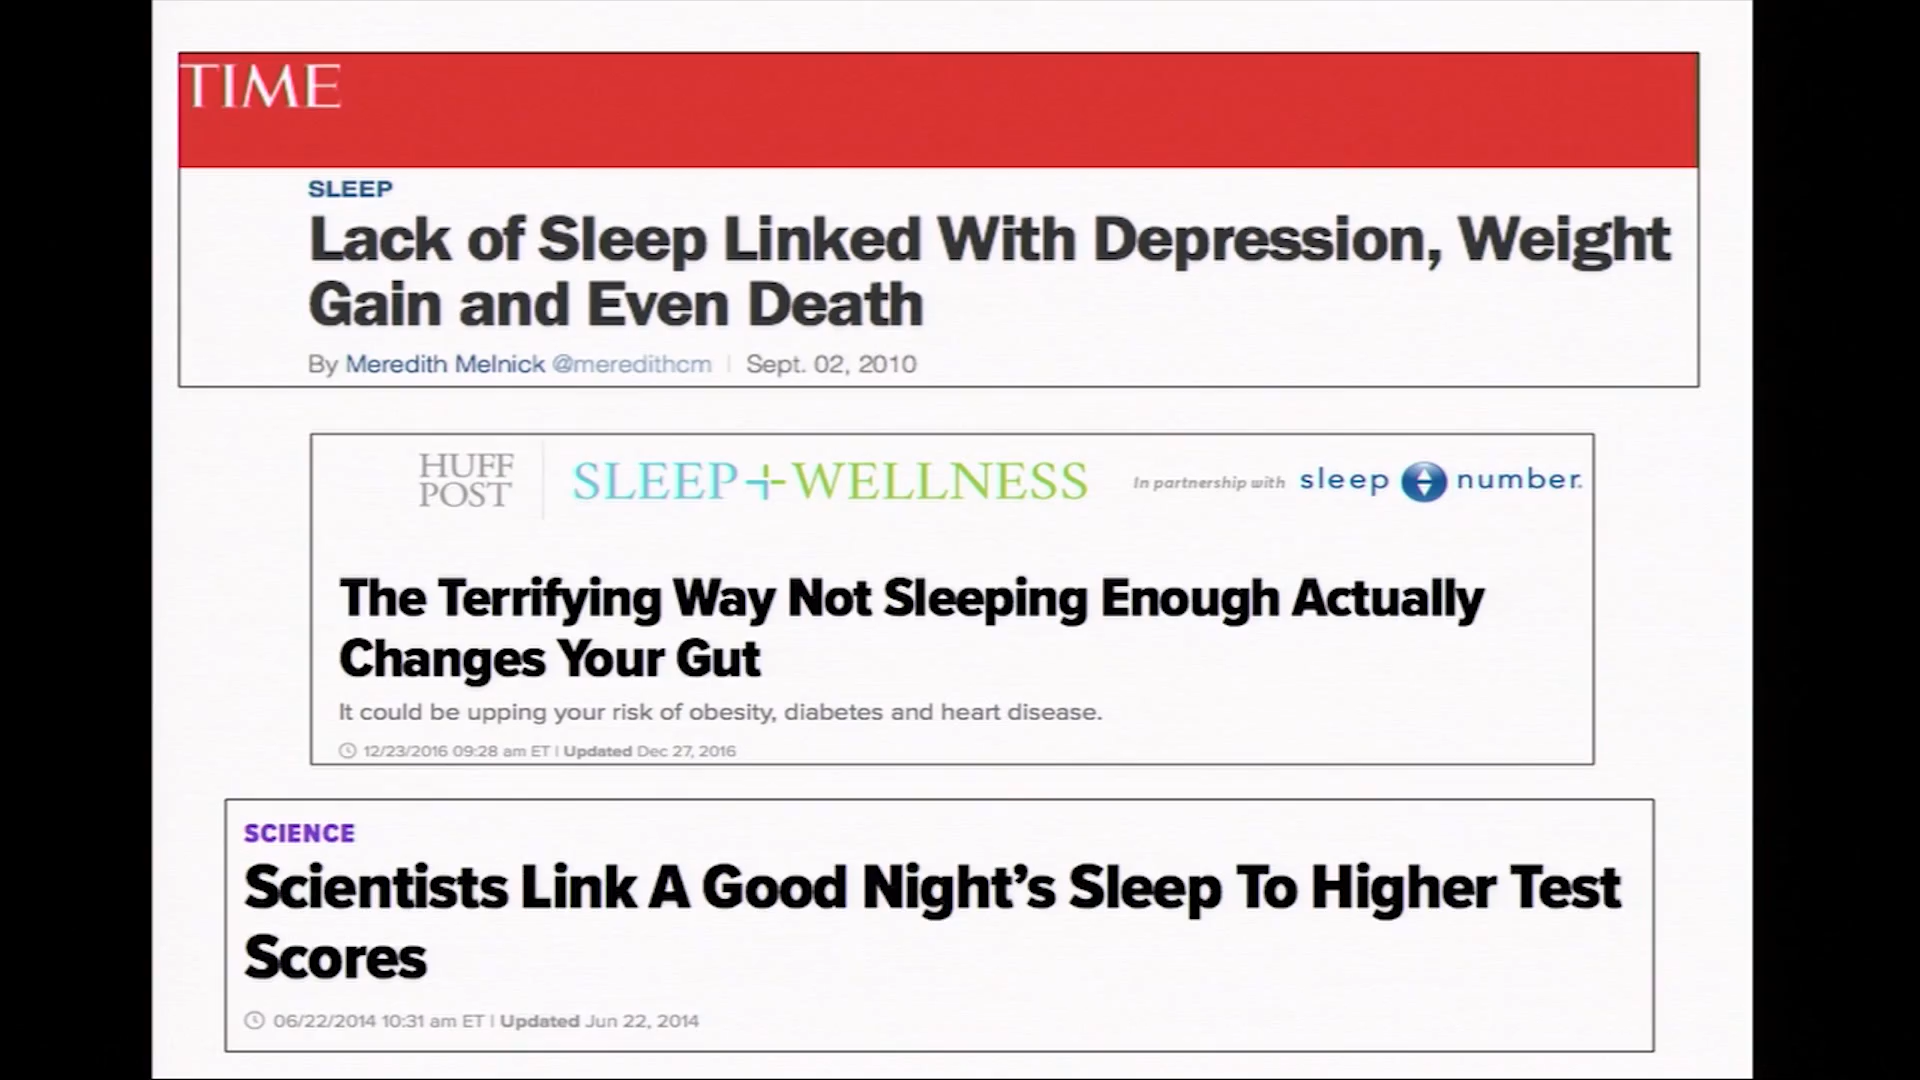 TIME
SLEEP
Lack of Sleep Linked With Depression, Weight
Gain and Even Death
By Meredith Melnick @meredithcm | Sept. 02, 2010
HUFF
POST
SLEEP+WELLNESS
In partnership with sleep number.
The Terrifying Way Not Sleeping Enough Actually
Changes Your Gut
It could be upping your risk of obesity, diabetes and heart disease.
12/23/2016 09:28 am ET | Updated Dec 27, 2016
SCIENCE
Scientists Link A Good Night’s Sleep To Higher Test
Scores
06/22/2014 10:31 am ET | Updated Jun 22, 2014